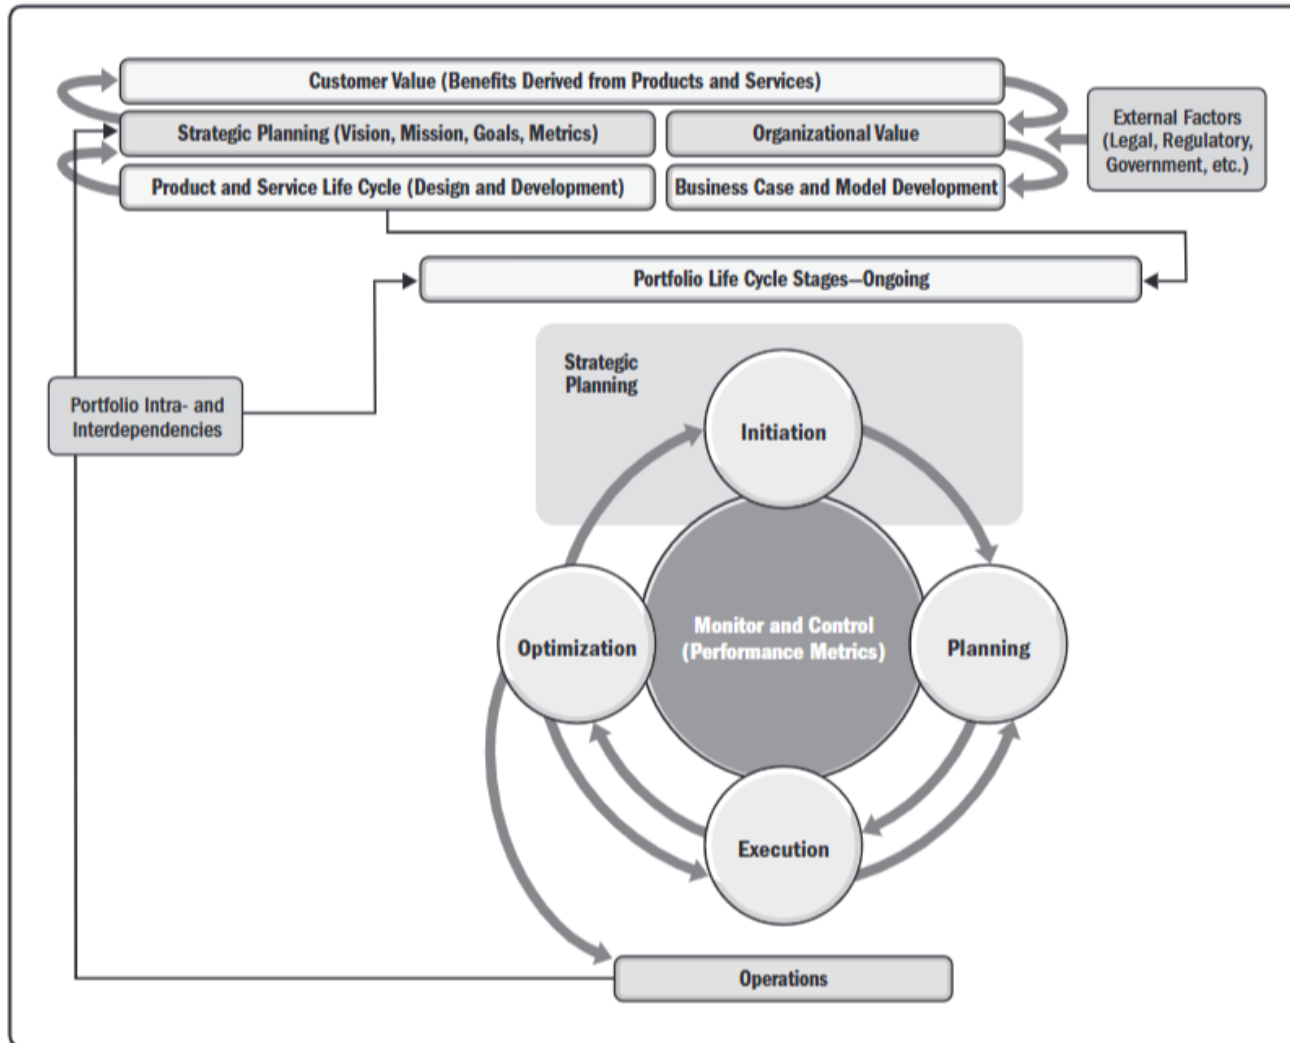 Customer Value (Benefits Derived from Products and Services)
Strategic Planning (Vision, Mission, Goals, Metrics)
Organizational Value
External Factors
(Legal, Regulatory,
Government, etc.)
Product and Service Life Cycle (Design and Development)
Business Case and Model Development
Portfolio Life Cycle Stages—Ongoing
Strategic
Planning
Portfolio Intra- and
Interdependencies
Initiation
Optimization
Monitor and Control
(Performance Metrics)
Planning
Execution
Operations